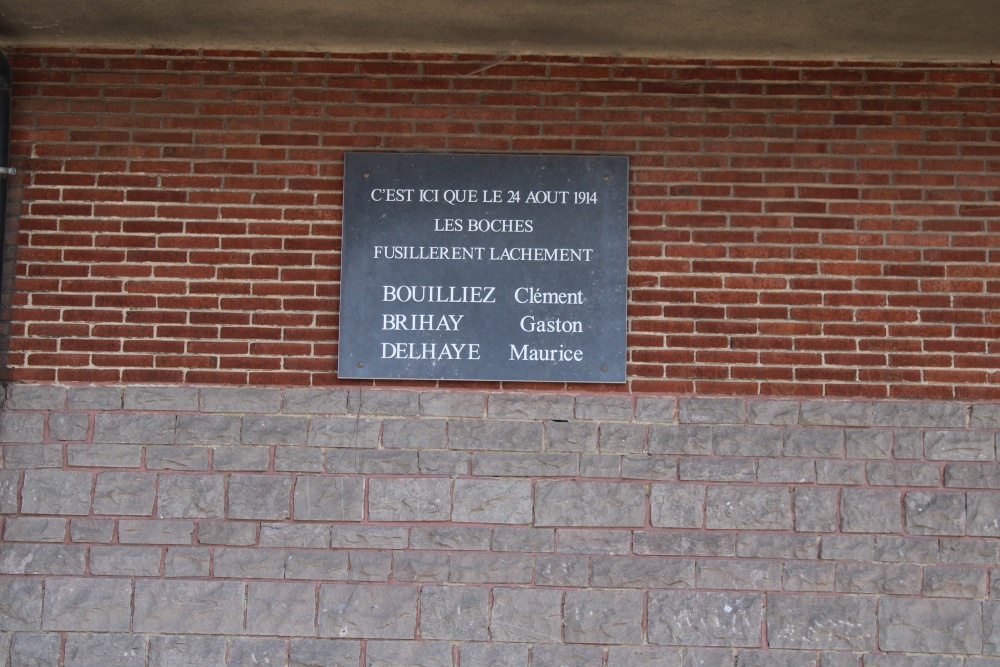 C'EST ICI QUE LE 24 AOUT 1914
LES BOCHES
FUSILLERENT LACHEMENT
BOUILLIEZ Clément
BRIHAY Gaston
DELHAYE Maurice